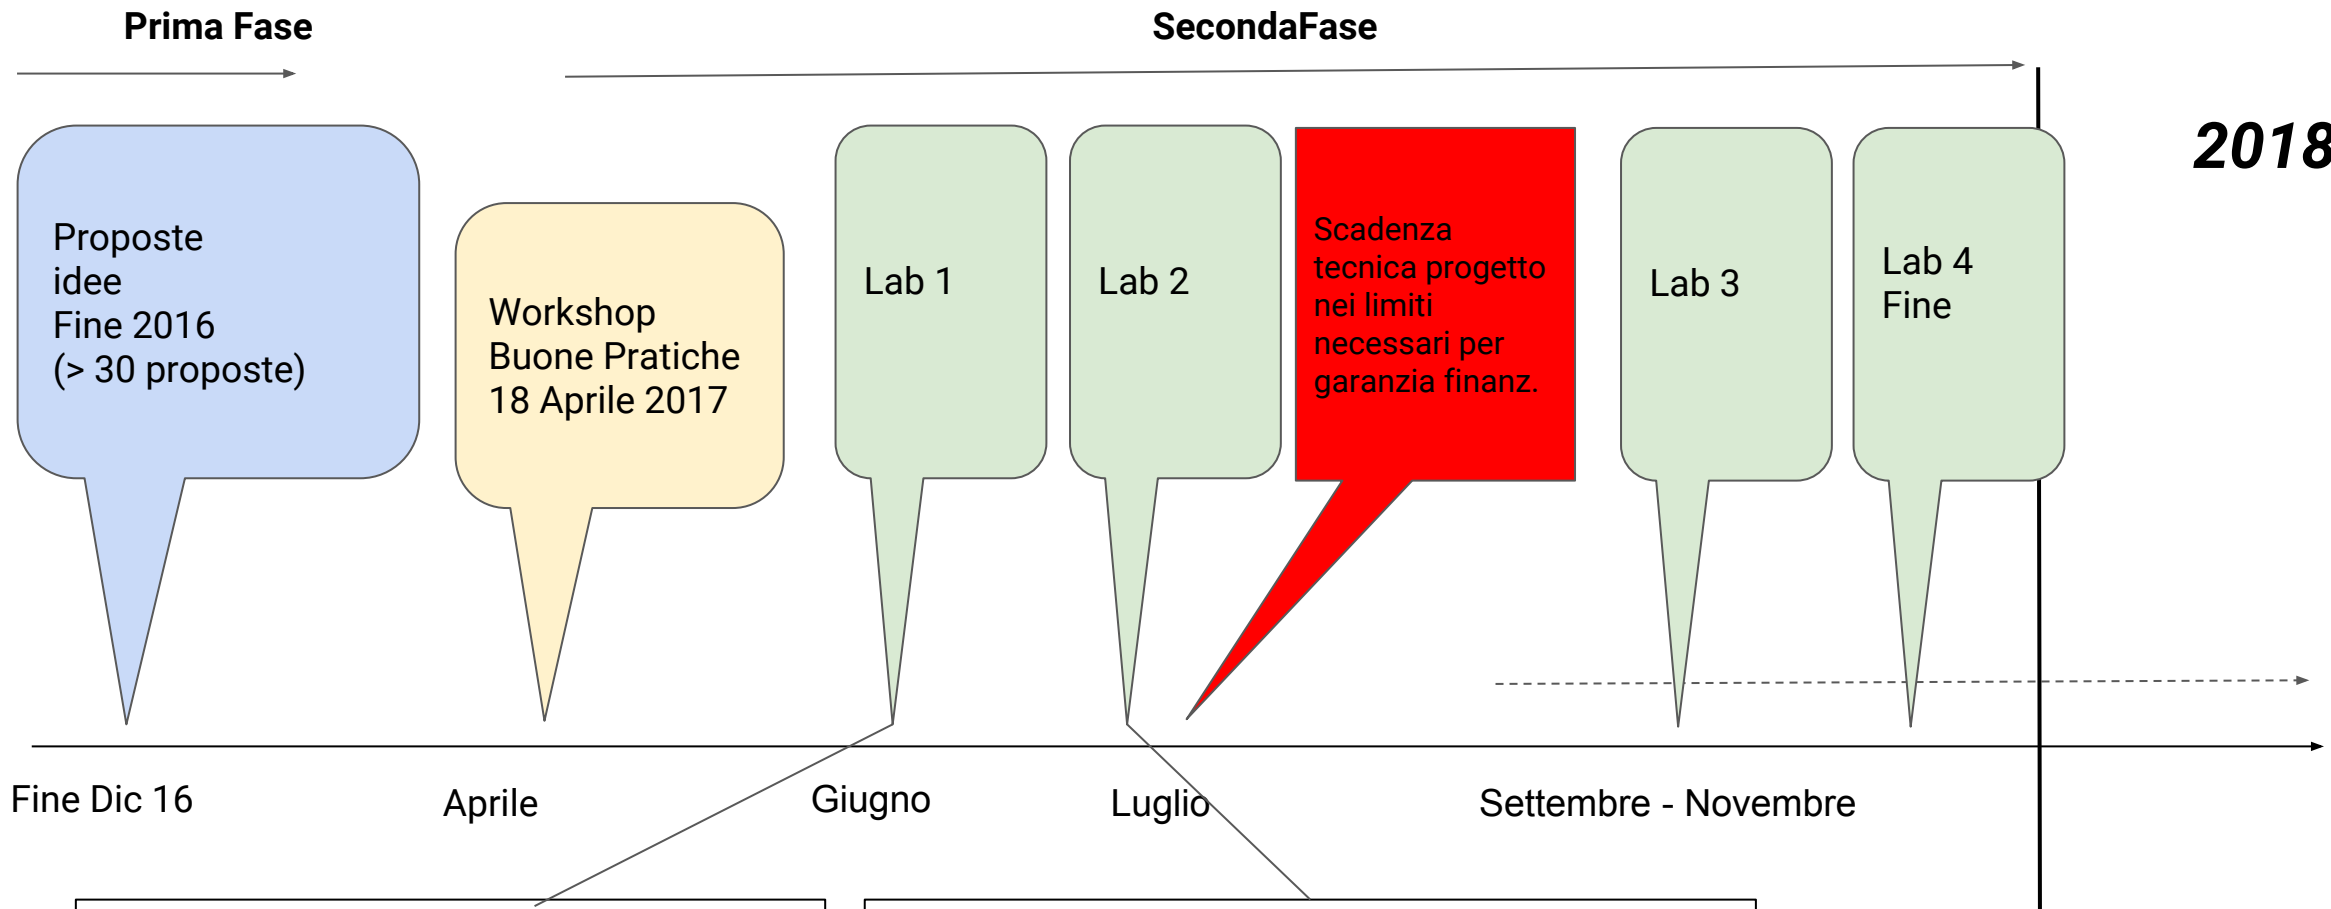 Prima Fase
SecondaFase
2018
Proposte
idee
Fine 2016
(> 30 proposte)
Workshop
Buone Pratiche
18 Aprile 2017
Lab 1
Lab 2
Scadenza
tecnica progetto
nei limiti
necessari per
garanzia finanz.
Lab 3
Lab 4
Fine
Fine Dic 16
Aprile
Giugno
Luglio
Settembre - Novembre